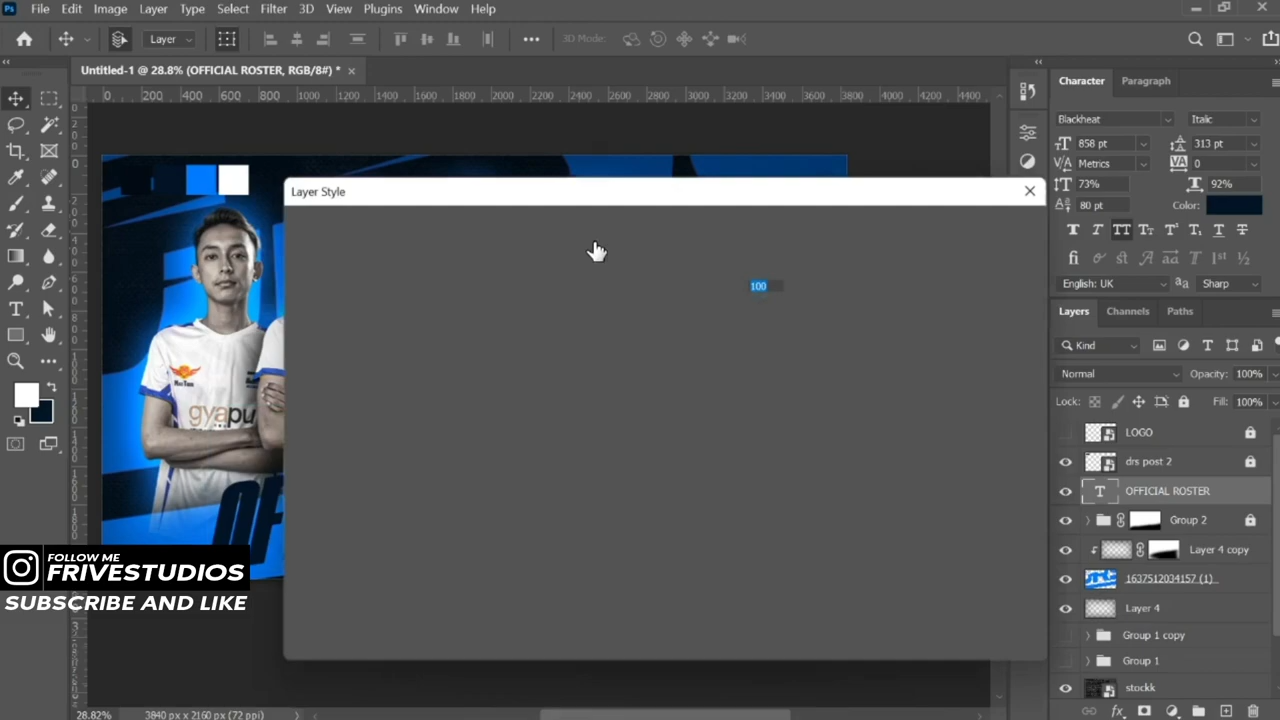 Ps File Edit Image Layer Type Select Filter 3D View Plugins Window Help
Layer 3D Mode:
Untitled-1 @ 28.8% (OFFICIAL ROSTER, RGB/8#) *
0 200 400 600 800 1000 1200 1400 1600 1800 2000 2200 2400 2600 2800 3000 3200 3400 3600 3800 4000 4200 4400
Character Paragraph
Blackheat Italic
858 pt 313 pt
Metrics 0
73% 92%
80 pt Color:
English: UK Sharp
Layer Style
100
gyapu
OF
Layers Channels Paths
Kind
Normal Opacity: 100%
Lock: Fill: 100%
LOGO
drs post 2
OFFICIAL ROSTER
Group 2
Layer 4 copy
1637512034157 (1)
Layer 4
Group 1 copy
Group 1
stockk
FOLLOW ME
FRIVESTUDIOS
SUBSCRIBE AND LIKE
28.82% 3840 px x 2160 px (72 ppi)